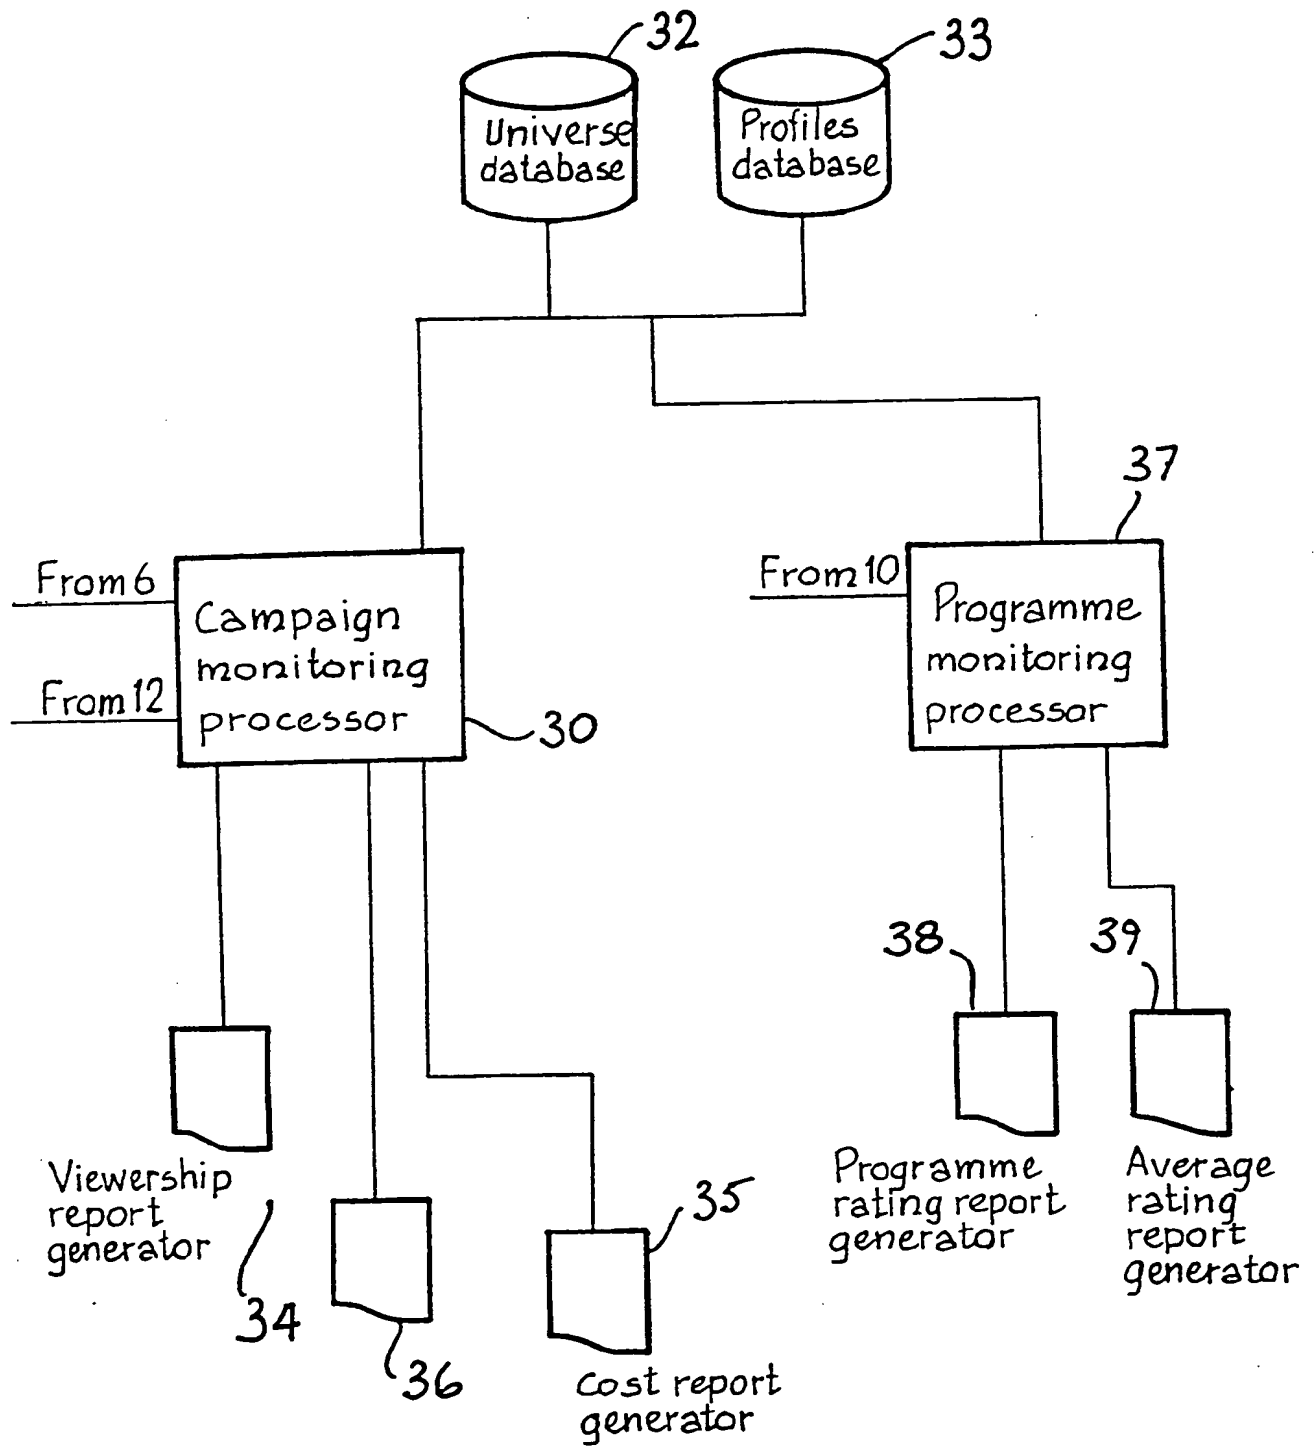 32
33
Universe
database
Profiles
database
37
From 6
From 12
Campaign
monitoring
processor
30
From 10
Programme
monitoring
processor
38
39
Viewership
report
generator
34
36
35
Cost report
generator
Programme
rating report
generator
Average
rating
report
generator